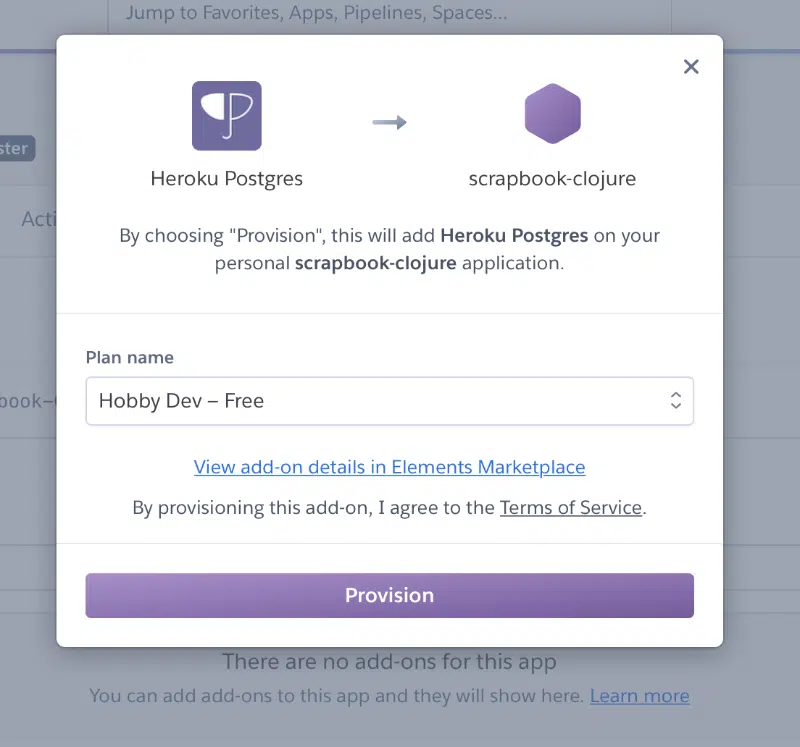 Jump to Favorites, Apps, Pipelines, Spaces...
Heroku Postgres
scrapbook-clojure
By choosing "Provision", this will add Heroku Postgres on your
personal scrapbook-clojure application.
Plan name
Hobby Dev – Free
View add-on details in Elements Marketplace
By provisioning this add-on, I agree to the Terms of Service.
Provision
There are no add-ons for this app
You can add add-ons to this app and they will show here. Learn more